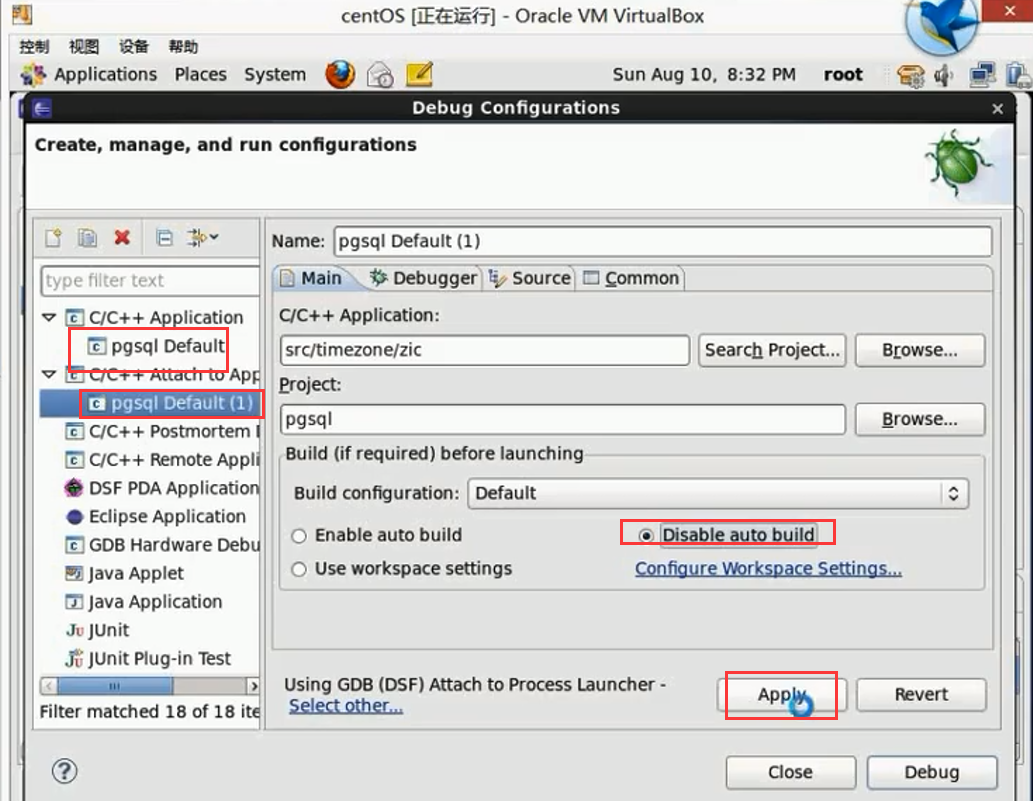 centOS [正在运行] - Oracle VM VirtualBox
控制 视图 设备 帮助
Applications Places System Sun Aug 10, 8:32 PM root
Debug Configurations
Create, manage, and run configurations
type filter text
C/C++ Application
pgsql Default
C/C++ Attach to App
pgsql Default (1)
C/C++ Postmortem
C/C++ Remote Appli
DSF PDA Application
Eclipse Application
GDB Hardware Debu
Java Applet
Java Application
JUnit
JUnit Plug-in Test
Filter matched 18 of 18 ite
Name: pgsql Default (1)
Main Debugger Source Common
C/C++ Application:
src/timezone/zic Search Project... Browse...
Project:
pgsql Browse...
Build (if required) before launching
Build configuration: Default
Enable auto build Disable auto build
Use workspace settings Configure Workspace Settings...
Using GDB (DSF) Attach to Process Launcher -
Select other...
Apply Revert
Close Debug